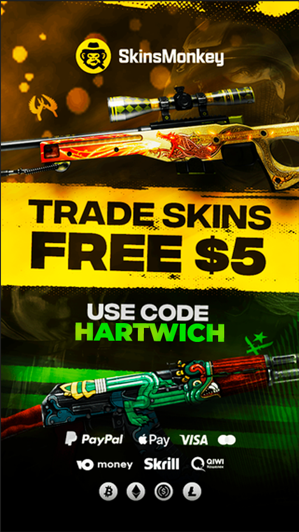 SkinsMonkey
TRADE SKINS
FREE $5
USE CODE
HARTWICH
PayPal Pay VISA
money Skrill QIWI